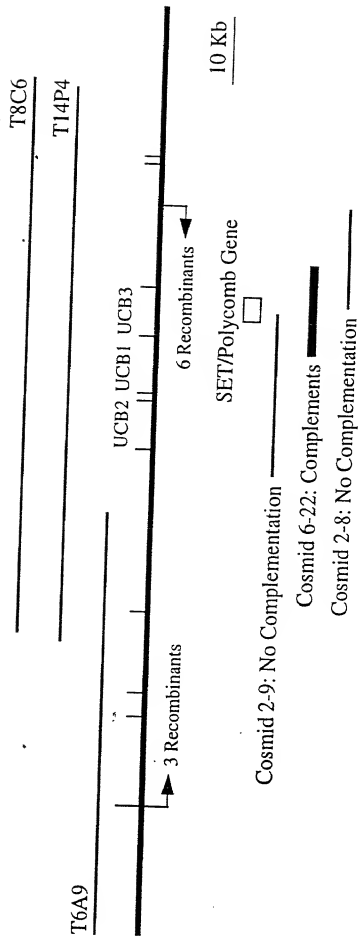 T8C6
T14P4
T6A9
UCB2 UCB1 UCB3
3 Recombinants
6 Recombinants
10 Kb
SET/Polycomb Gene
Cosmid 2-9: No Complementation
Cosmid 6-22: Complements
Cosmid 2-8: No Complementation